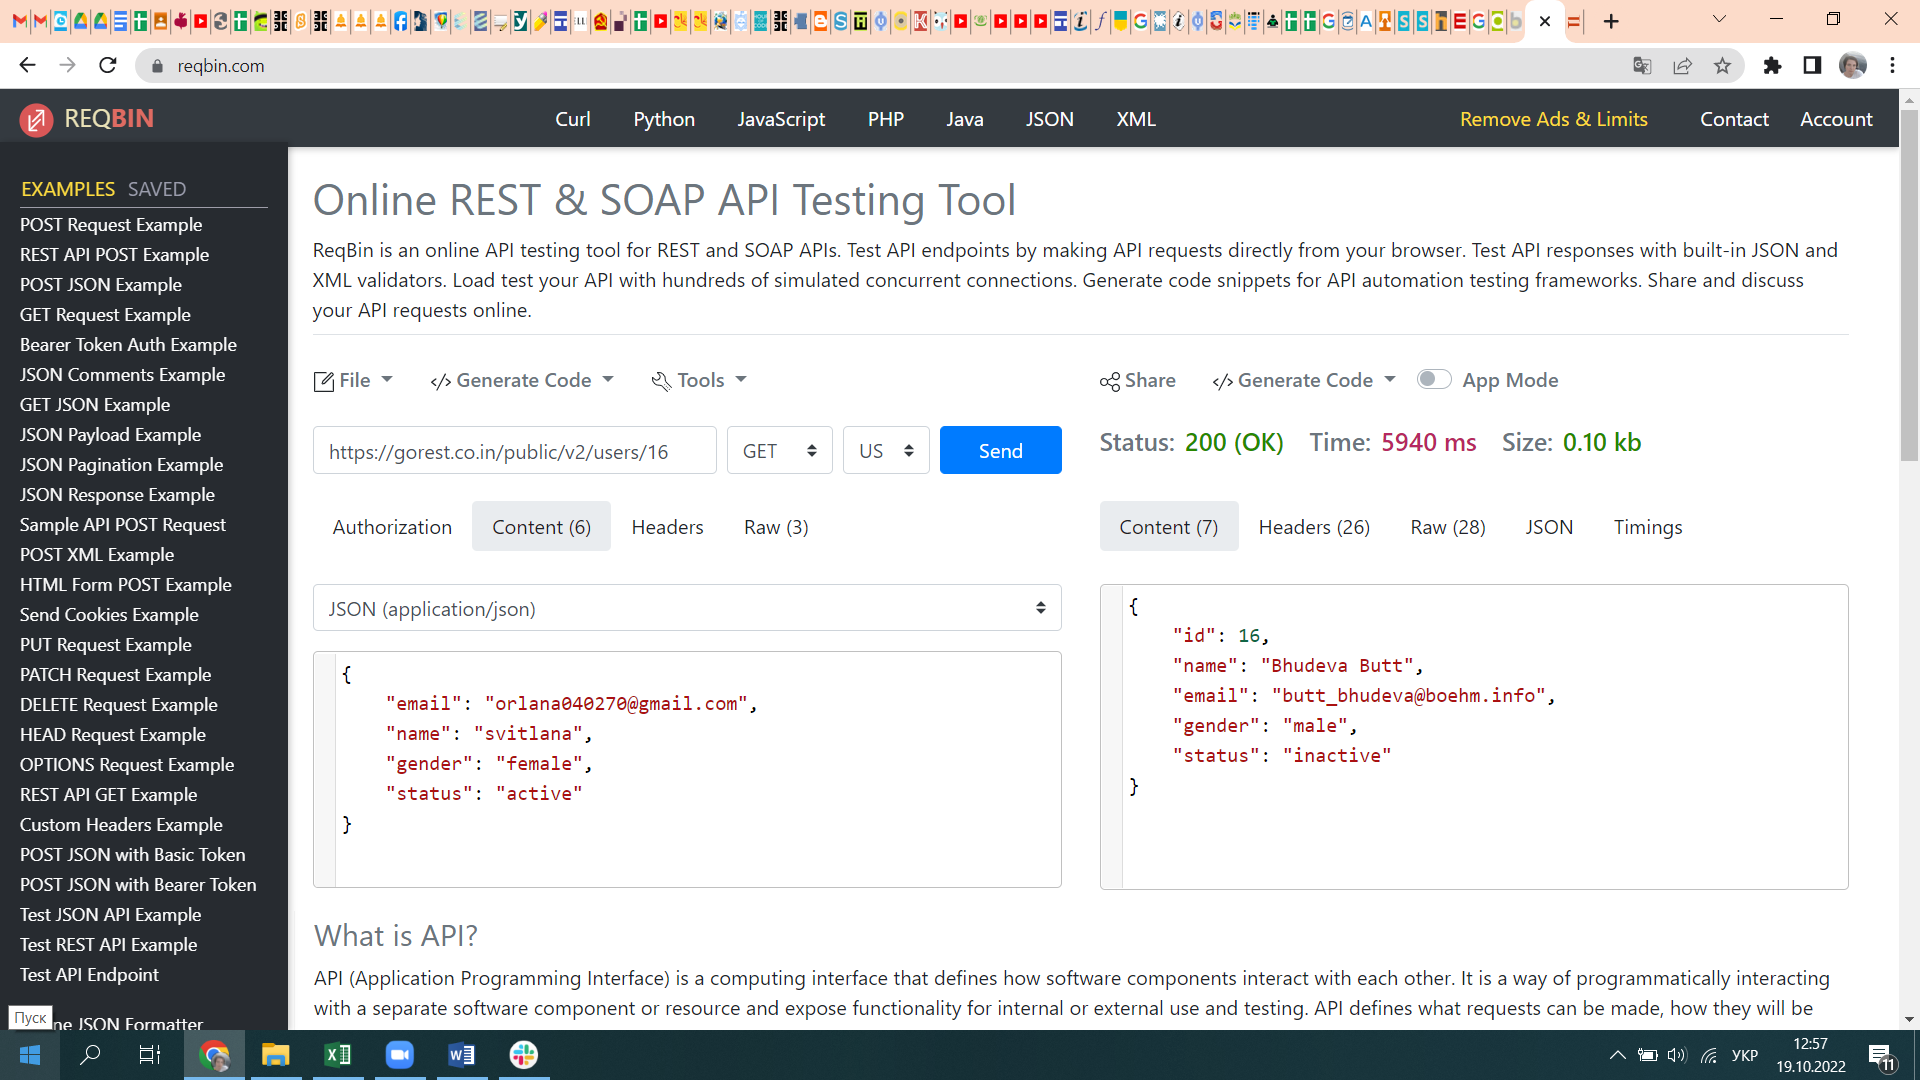 reqbin.com
REQBIN
Curl
Python
JavaScript
PHP
Java
JSON
XML
Remove Ads & Limits
Contact
Account
EXAMPLES SAVED
POST Request Example
REST API POST Example
POST JSON Example
GET Request Example
Bearer Token Auth Example
JSON Comments Example
GET JSON Example
JSON Payload Example
JSON Pagination Example
JSON Response Example
Sample API POST Request
POST XML Example
HTML Form POST Example
Send Cookies Example
PUT Request Example
PATCH Request Example
DELETE Request Example
HEAD Request Example
OPTIONS Request Example
REST API GET Example
Custom Headers Example
POST JSON with Basic Token
POST JSON with Bearer Token
Test JSON API Example
Test REST API Example
Test API Endpoint
ne JSON Formatter
Пуск
Online REST & SOAP API Testing Tool
ReqBin is an online API testing tool for REST and SOAP APIs. Test API endpoints by making API requests directly from your browser. Test API responses with built-in JSON and
XML validators. Load test your API with hundreds of simulated concurrent connections. Generate code snippets for API automation testing frameworks. Share and discuss
your API requests online.
File
Generate Code
Tools
https://gorest.co.in/public/v2/users/16
GET
US
Send
Authorization
Content (6)
Headers
Raw (3)
JSON (application/json)
{
"email": "orlana040270@gmail.com",
"name": "svitlana",
"gender": "female",
"status": "active"
}
Share
Generate Code
App Mode
Status: 200 (OK) Time: 5940 ms Size: 0.10 kb
Content (7)
Headers (26)
Raw (28)
JSON
Timings
{
"id": 16,
"name": "Bhudeva Butt",
"email": "butt_bhudeva@boehm.info",
"gender": "male",
"status": "inactive"
}
What is API?
API (Application Programming Interface) is a computing interface that defines how software components interact with each other. It is a way of programmatically interacting
with a separate software component or resource and expose functionality for internal or external use and testing. API defines what requests can be made, how they will be
УКР
12:57
19.10.2022
11